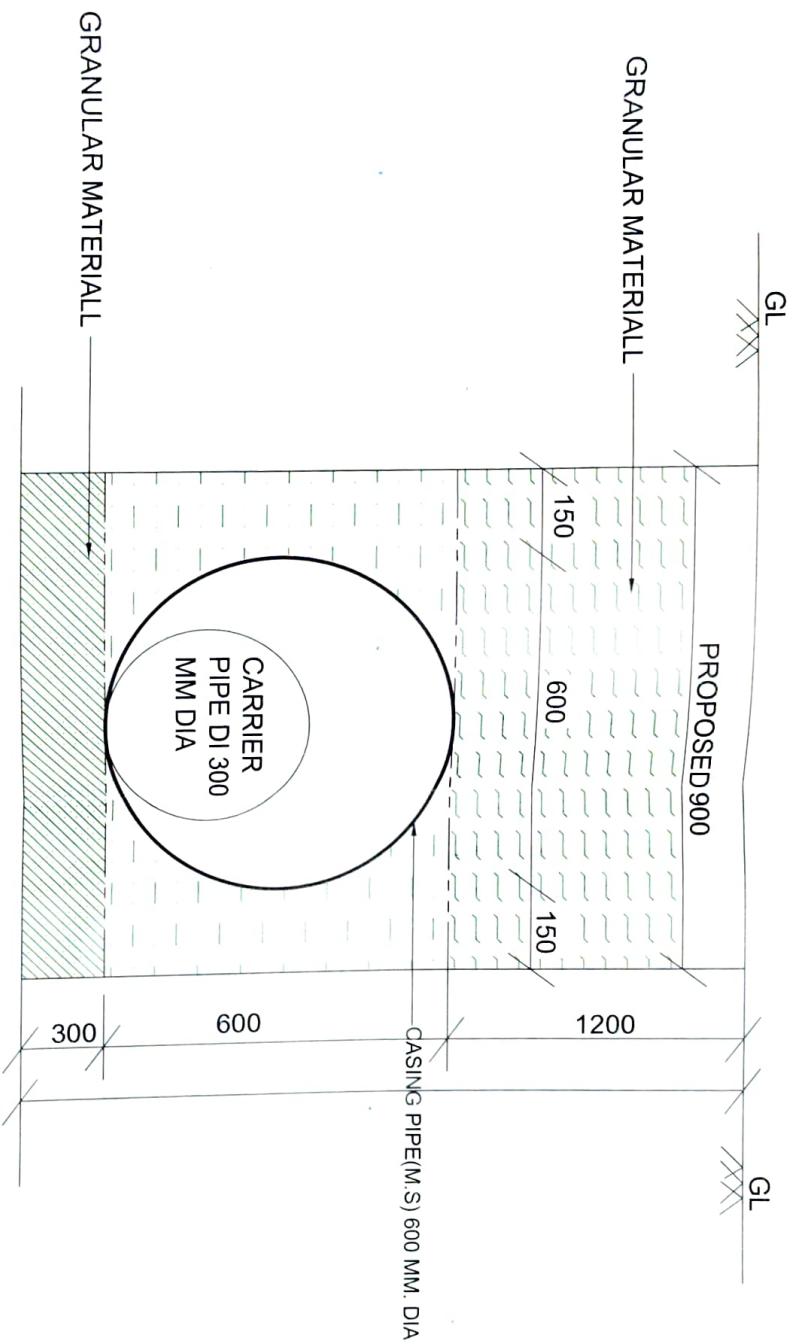 GL
GL
GRANULAR MATERIALL
PROPOSED 900
150
600
150
1200
CARRIER
PIPE DI 300
MM DIA
600
CASING PIPE(M.S) 600 MM. DIA
GRANULAR MATERIALL
300